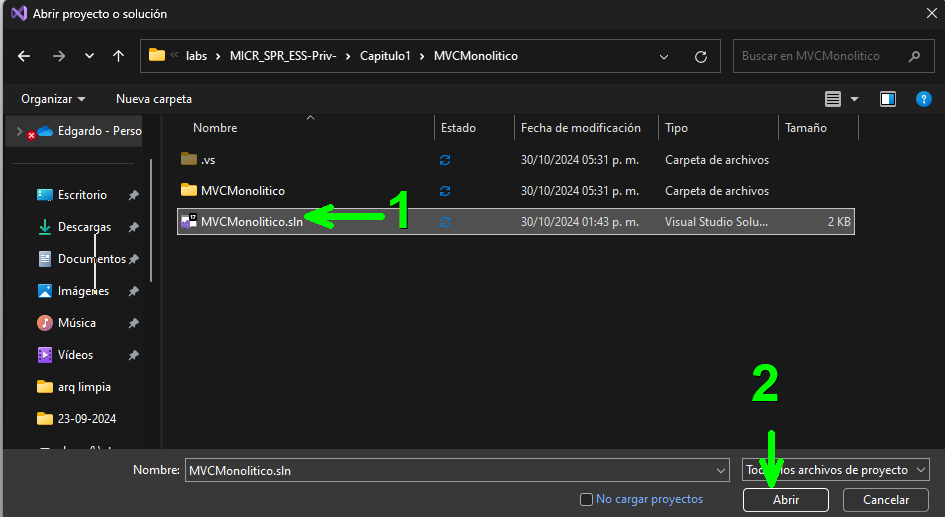 Abrir proyecto o solución
« labs > MICR_SPR_ESS-Priv- > Capitulo1 > MVCMonolitico
Buscar en MVCMonolitico
Organizar
Nueva carpeta
Edgardo - Perso
Nombre Estado Fecha de modificación Tipo Tamaño
.vs 30/10/2024 05:31 p. m. Carpeta de archivos
MVCMonolitico 30/10/2024 05:31 p. m. Carpeta de archivos
MVCMonolitico.sln 30/10/2024 01:43 p. m. Visual Studio Solu... 2 KB
1
Escritorio
Descargas
Documentos
Imágenes
Música
Vídeos
arq limpia
23-09-2024
2
Nombre: MVCMonolitico.sln
los archivos de proyecto
No cargar proyectos
Abrir
Cancelar